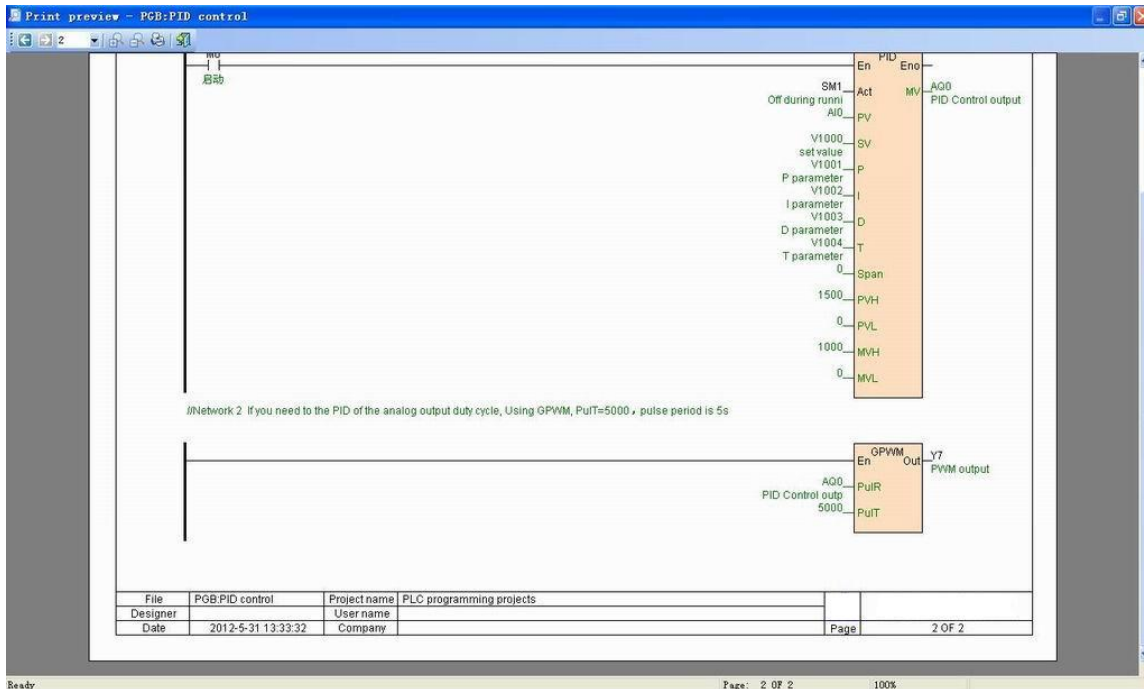 Print preview - PGB:PID control
2
M0
启动
PID
En Eno
SM1 Act MV AQ0
Off during runni PID Control output
AI0 PV
V1000 SV
set value
V1001 P
P parameter
V1002 I
I parameter
V1003 D
D parameter
V1004 T
T parameter
0 Span
1500 PVH
0 PVL
1000 MVH
0 MVL
//Network 2 If you need to the PID of the analog output duty cycle, Using GPWM, PulT=5000，pulse period is 5s
GPWM
En Out Y7
PWM output
AQ0 PulR
PID Control outp
5000 PulT
File PGB:PID control Project name PLC programming projects
Designer User name
Date 2012-5-31 13:33:32 Company Page 2 OF 2
Ready Page: 2 OF 2 100%